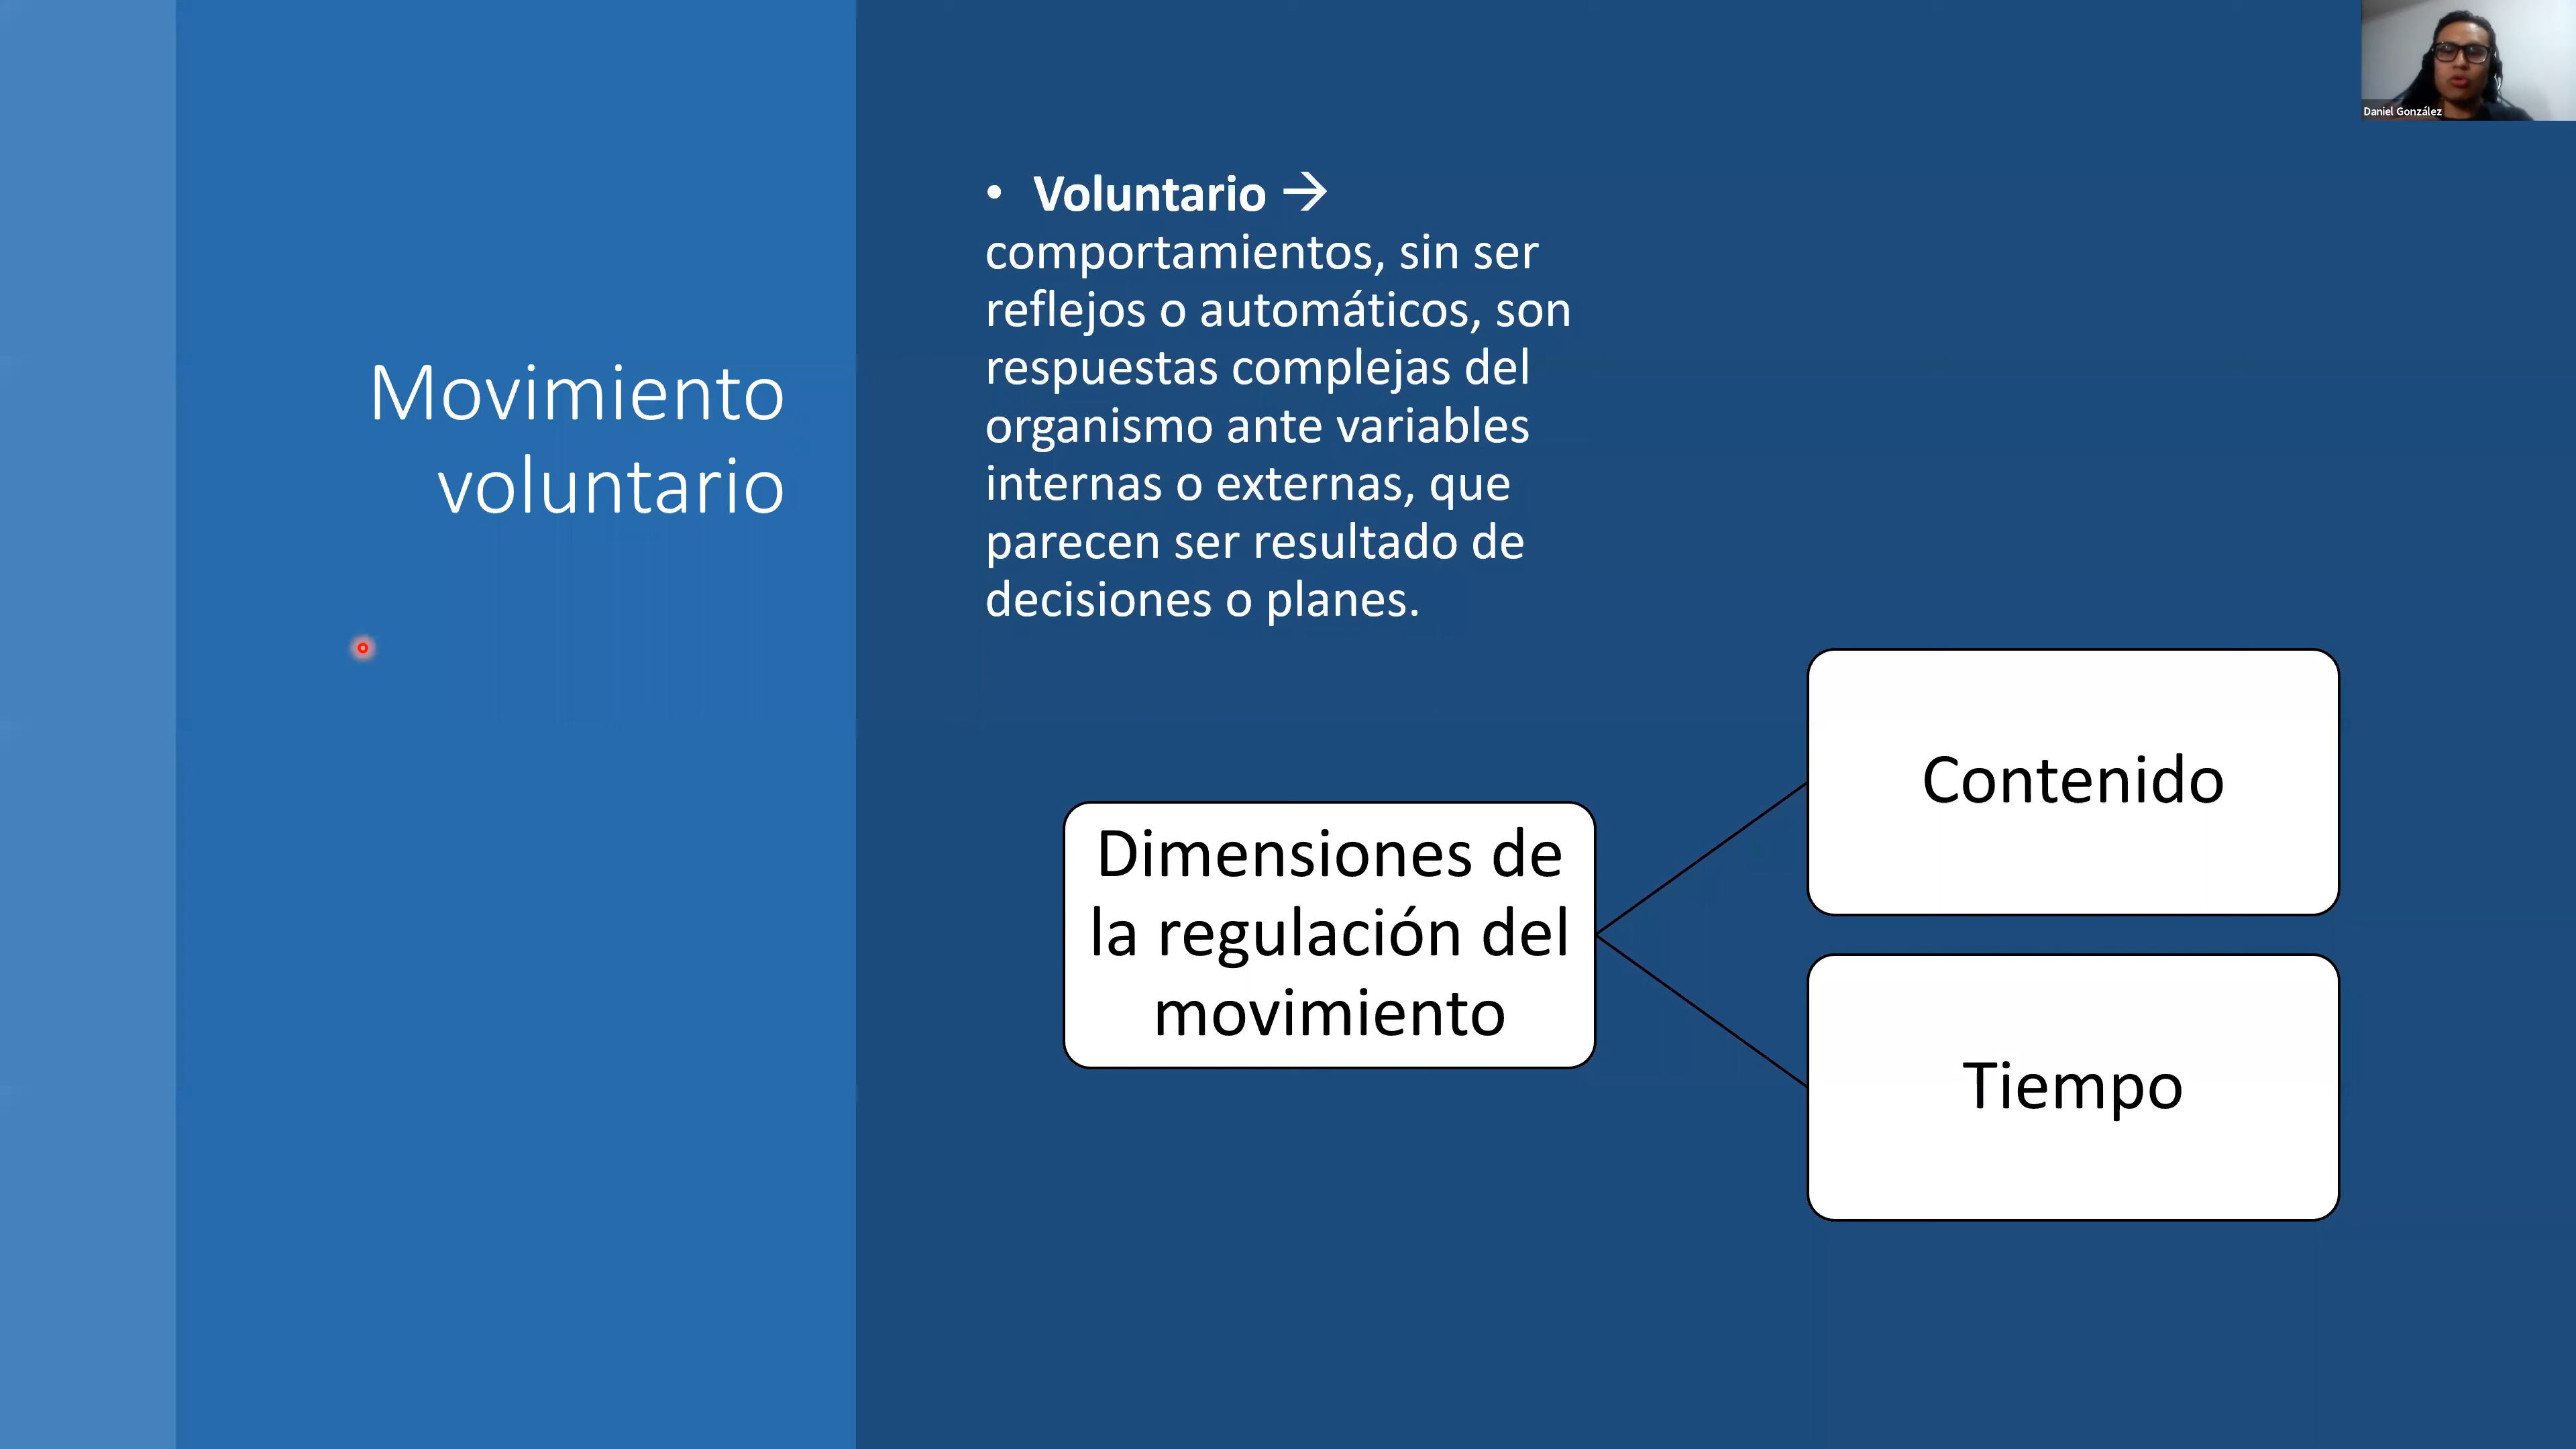 Daniel González
Movimiento
voluntario
• Voluntario →
comportamientos, sin ser
reflejos o automáticos, son
respuestas complejas del
organismo ante variables
internas o externas, que
parecen ser resultado de
decisiones o planes.
Dimensiones de
la regulación del
movimiento
Contenido
Tiempo